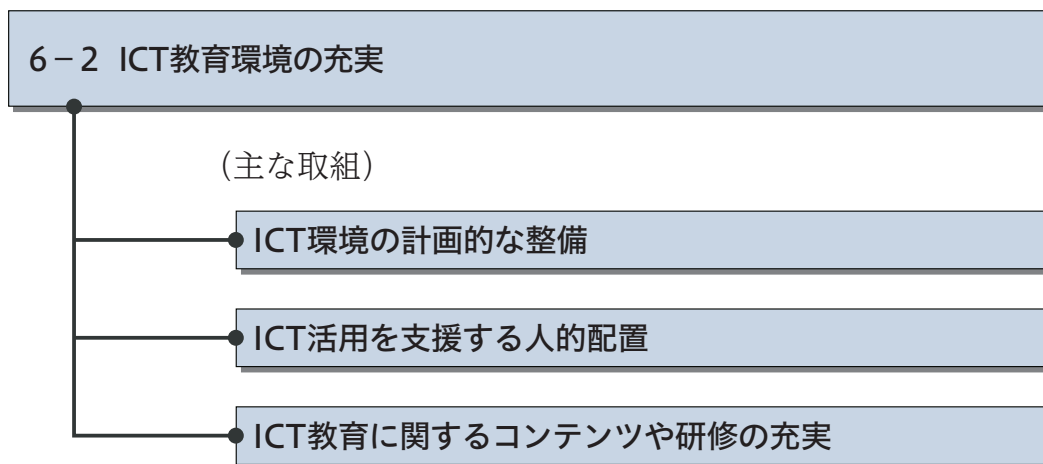 6－2 ICT教育環境の充実
（主な取組）
ICT環境の計画的な整備
ICT活用を支援する人的配置
ICT教育に関するコンテンツや研修の充実